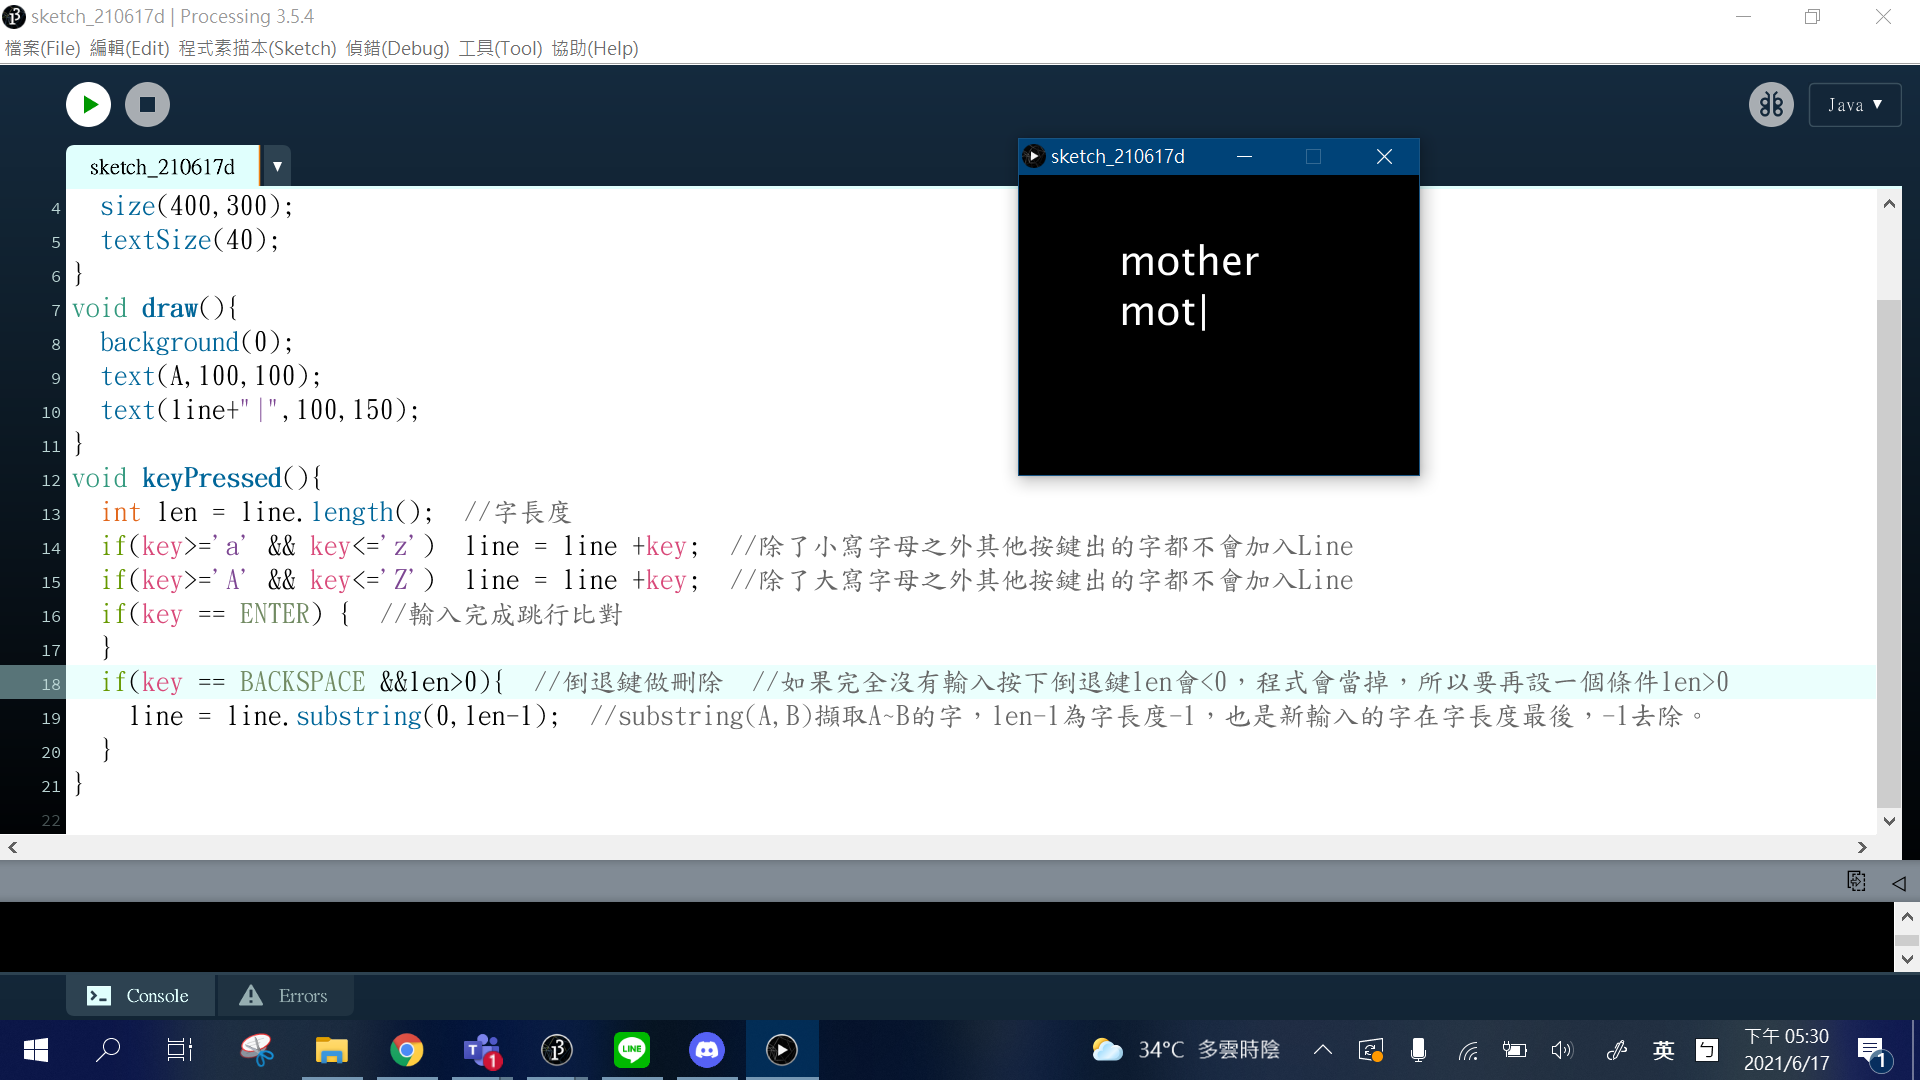 sketch_210617d | Processing 3.5.4
檔案(File) 編輯(Edit) 程式素描本(Sketch) 偵錯(Debug) 工具(Tool) 協助(Help)
Java ▼
sketch_210617d ▼
4 size(400,300);
5 textSize(40);
6 }
7 void draw(){
8 background(0);
9 text(A,100,100);
10 text(line+"|",100,150);
11 }
12 void keyPressed(){
13 int len = line.length(); //字長度
14 if(key>='a' && key<='z') line = line +key; //除了小寫字母之外其他按鍵出的字都不會加入Line
15 if(key>='A' && key<='Z') line = line +key; //除了大寫字母之外其他按鍵出的字都不會加入Line
16 if(key == ENTER) { //輸入完成跳行比對
17 }
18 if(key == BACKSPACE &&len>0){ //倒退鍵做刪除 //如果完全沒有輸入按下倒退鍵len會<0，程式會當掉，所以要再設一個條件len>0
19 line = line.substring(0,len-1); //substring(A,B)擷取A~B的字，len-1為字長度-1，也是新輸入的字在字長度最後，-1去除。
20 }
21 }
22
sketch_210617d
mother
mot|
Console
Errors
34°C 多雲時陰
英
下午 05:30
2021/6/17
1
1
LINE